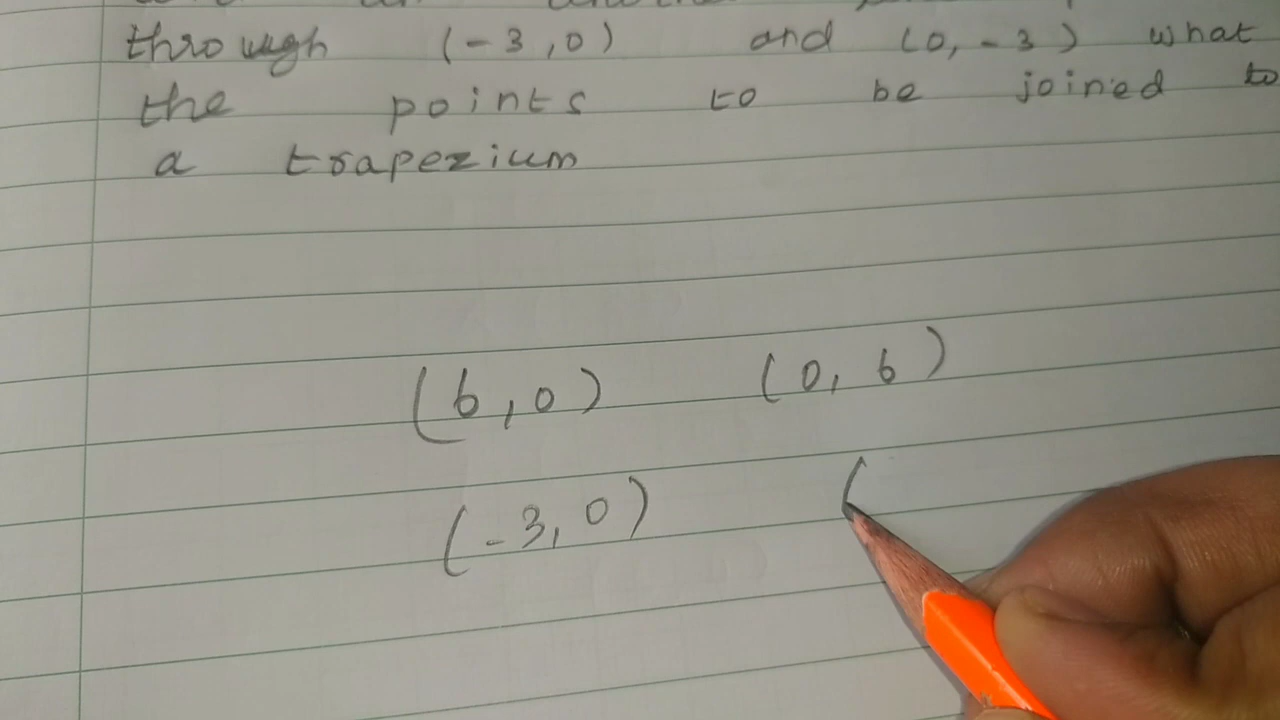 through (-3,0) and (0,-3) what
the points to be joined to
a trapezium
(6,0) (0,6)
(-3,0) (